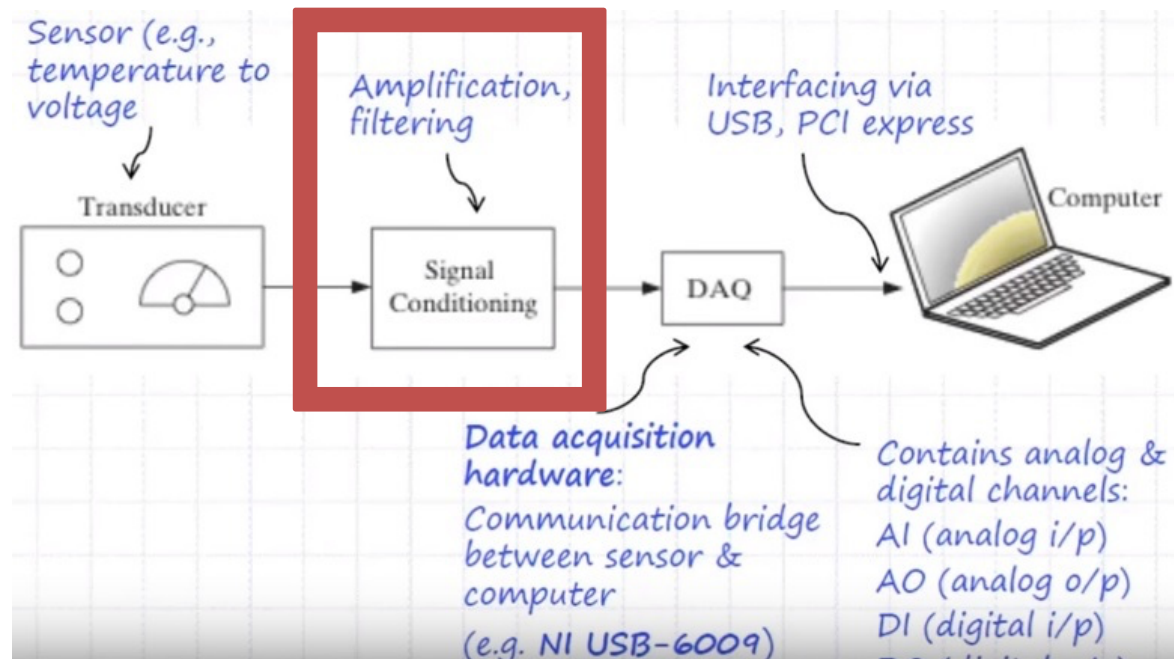 Sensor (e.g.,
temperature to
voltage
Amplification,
filtering
Interfacing via
USB, PCI express
Transducer
Signal
Conditioning
DAQ
Computer
Data acquisition
hardware:
Communication bridge
between sensor &
computer
(e.g. NI USB-6009)
Contains analog &
digital channels:
AI (analog i/p)
AO (analog o/p)
DI (digital i/p)